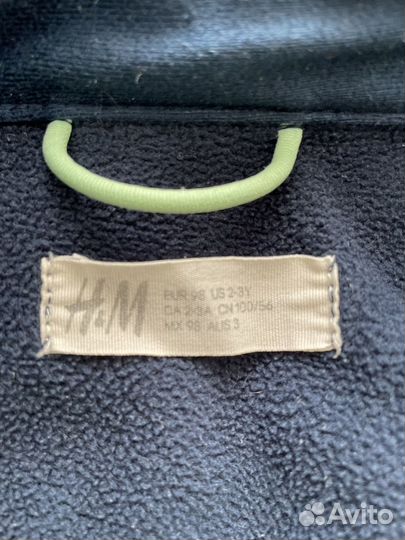 H&M
EUR 98 US 2-3Y
CA 2-3A CN 100/56
MX 98 AUS 3
Avito